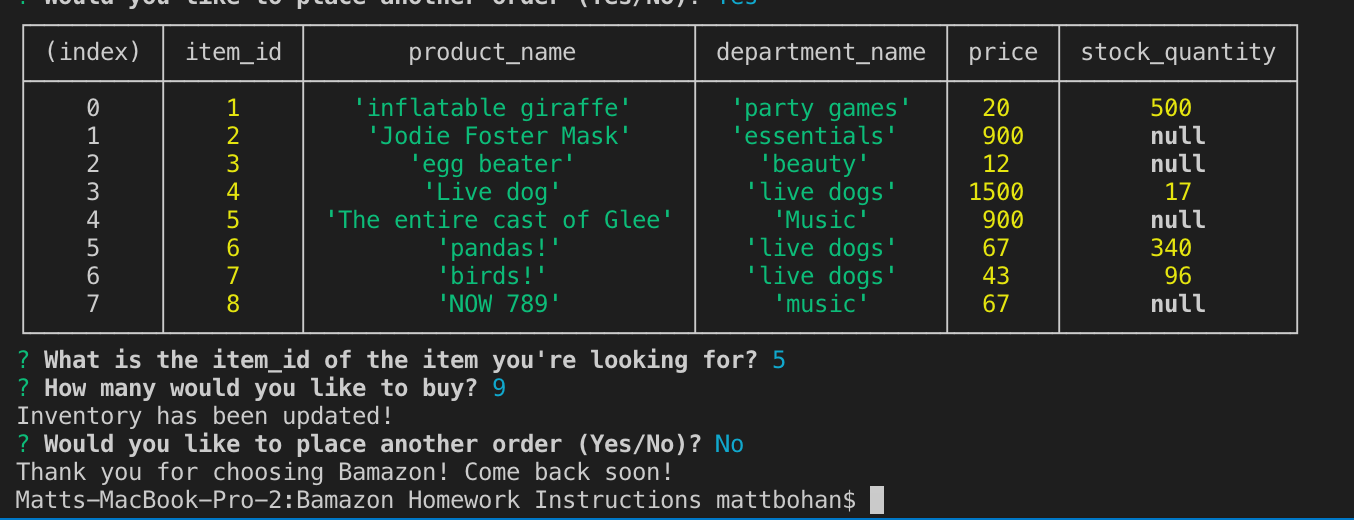 ? Would you like to place another order (Yes/No)? Yes
(index) item_id product_name department_name price stock_quantity
0 1 'inflatable giraffe' 'party games' 20 500
1 2 'Jodie Foster Mask' 'essentials' 900 null
2 3 'egg beater' 'beauty' 12 null
3 4 'Live dog' 'live dogs' 1500 17
4 5 'The entire cast of Glee' 'Music' 900 null
5 6 'pandas!' 'live dogs' 67 340
6 7 'birds!' 'live dogs' 43 96
7 8 'NOW 789' 'music' 67 null
? What is the item_id of the item you're looking for? 5
? How many would you like to buy? 9
Inventory has been updated!
? Would you like to place another order (Yes/No)? No
Thank you for choosing Bamazon! Come back soon!
Matts-MacBook-Pro-2:Bamazon Homework Instructions mattbohan$